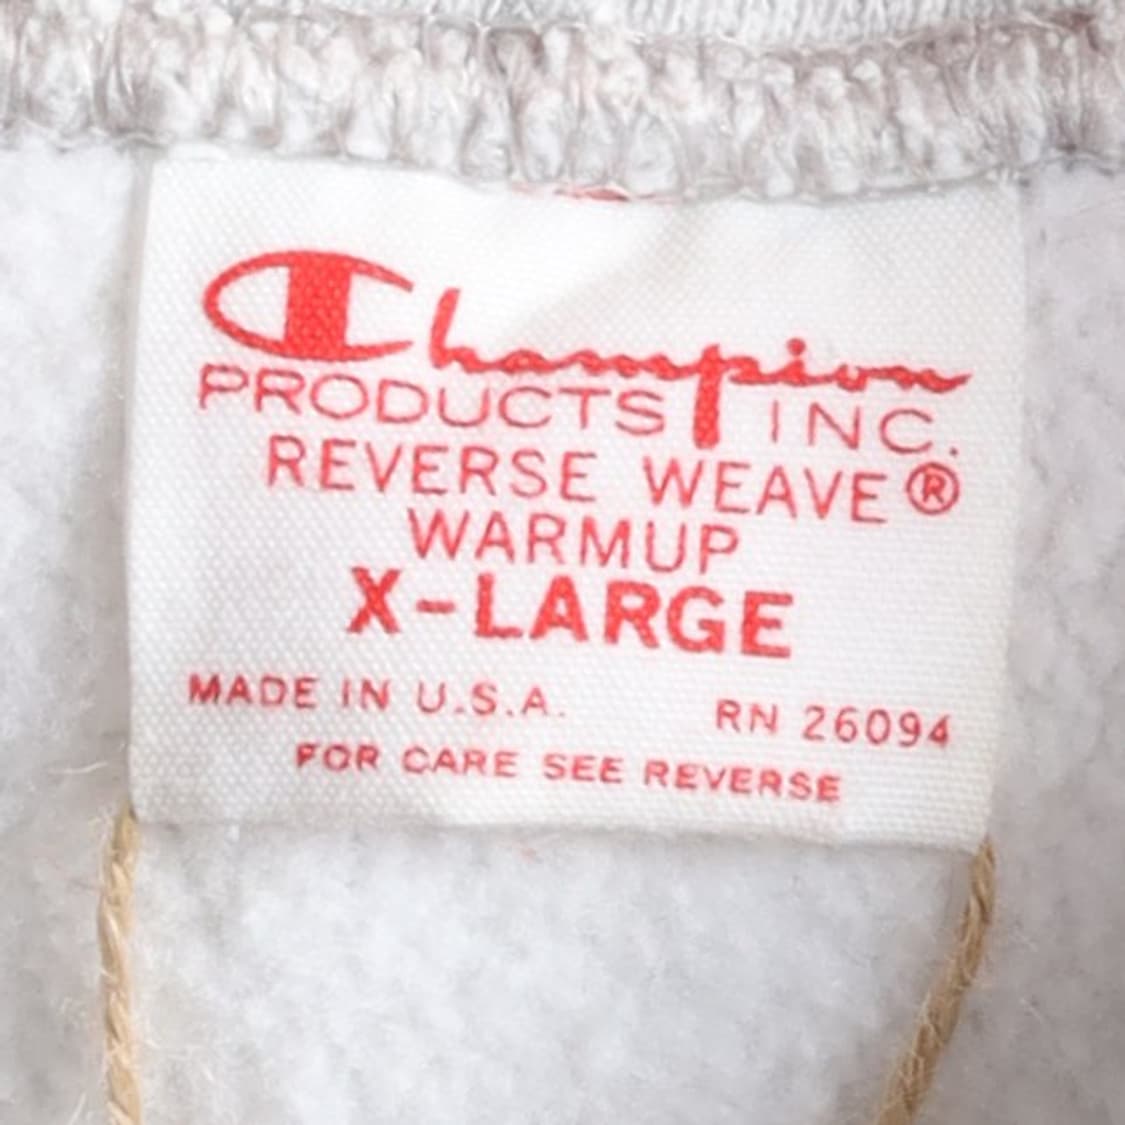 Champion
PRODUCTS INC.
REVERSE WEAVE®
WARMUP
X-LARGE
MADE IN U.S.A. RN 26094
FOR CARE SEE REVERSE